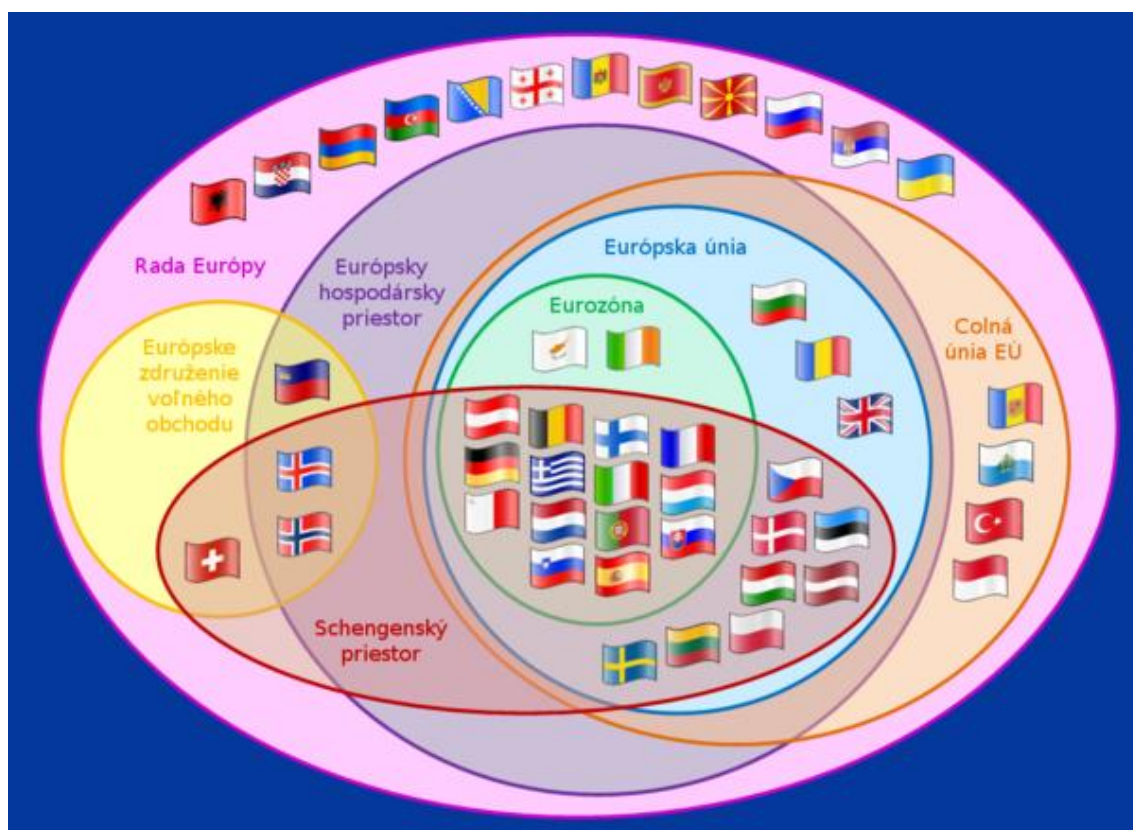 Rada Európy
Európsky
hospodársky
priestor
Európska únia
Eurozóna
Európske
združenie
voľného
obchodu
Colná
únia EÚ
Schengenský
priestor